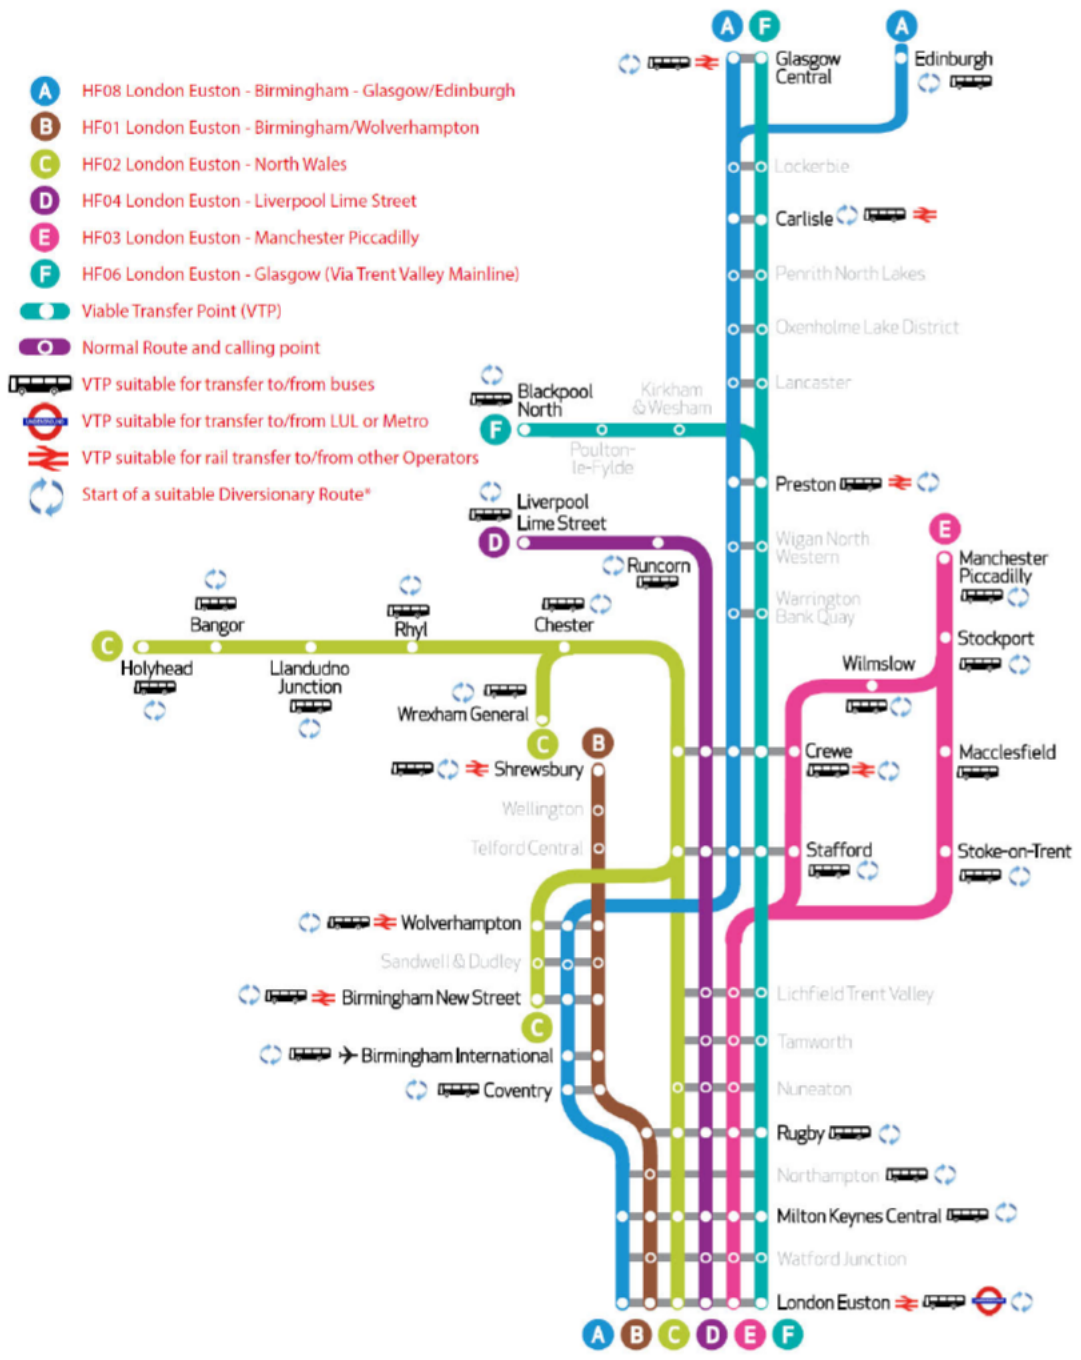 A F A
Glasgow
Central
Edinburgh
A HF08 London Euston - Birmingham - Glasgow/Edinburgh
B HF01 London Euston - Birmingham/Wolverhampton
C HF02 London Euston - North Wales
D HF04 London Euston - Liverpool Lime Street
E HF03 London Euston - Manchester Piccadilly
F HF06 London Euston - Glasgow (Via Trent Valley Mainline)
Viable Transfer Point (VTP)
Normal Route and calling point
VTP suitable for transfer to/from buses
VTP suitable for transfer to/from LUL or Metro
VTP suitable for rail transfer to/from other Operators
Start of a suitable Diversionary Route*
Lockerbie
Carlisle
Penrith North Lakes
Oxenholme Lake District
Lancaster
Blackpool
North
Kirkham
& Wesham
F
Poulton-
le-Fylde
Preston
Liverpool
Lime Street
D
Runcorn
Wigan North
Western
Warrington
Bank Quay
E
Manchester
Piccadilly
Stockport
Wilmslow
Bangor
Rhyl
Chester
C
Holyhead
Llandudno
Junction
Wrexham General
C
B
Crewe
Macclesfield
Shrewsbury
Wellington
Telford Central
Stafford
Stoke-on-Trent
Wolverhampton
Sandwell & Dudley
Birmingham New Street
C
Lichfield Trent Valley
Tamworth
Birmingham International
Coventry
Nuneaton
Rugby
Northampton
Milton Keynes Central
Watford Junction
London Euston
A B C D E F